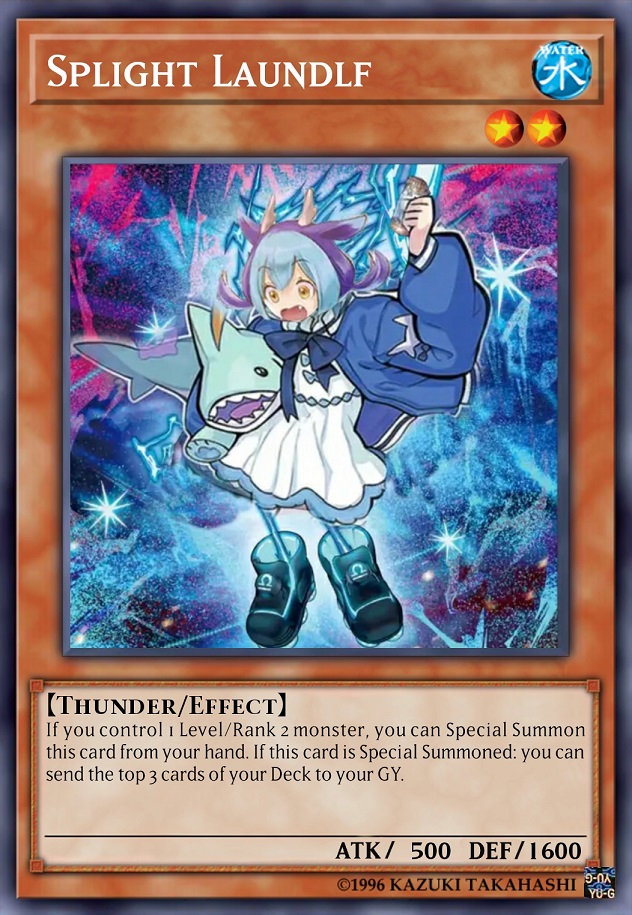 Splight Laundlf
WATER
水
【Thunder/Effect】
If you control 1 Level/Rank 2 monster, you can Special Summon
this card from your hand. If this card is Special Summoned: you can
send the top 3 cards of your Deck to your GY.
ATK/ 500 DEF/1600
©1996 KAZUKI TAKAHASHI